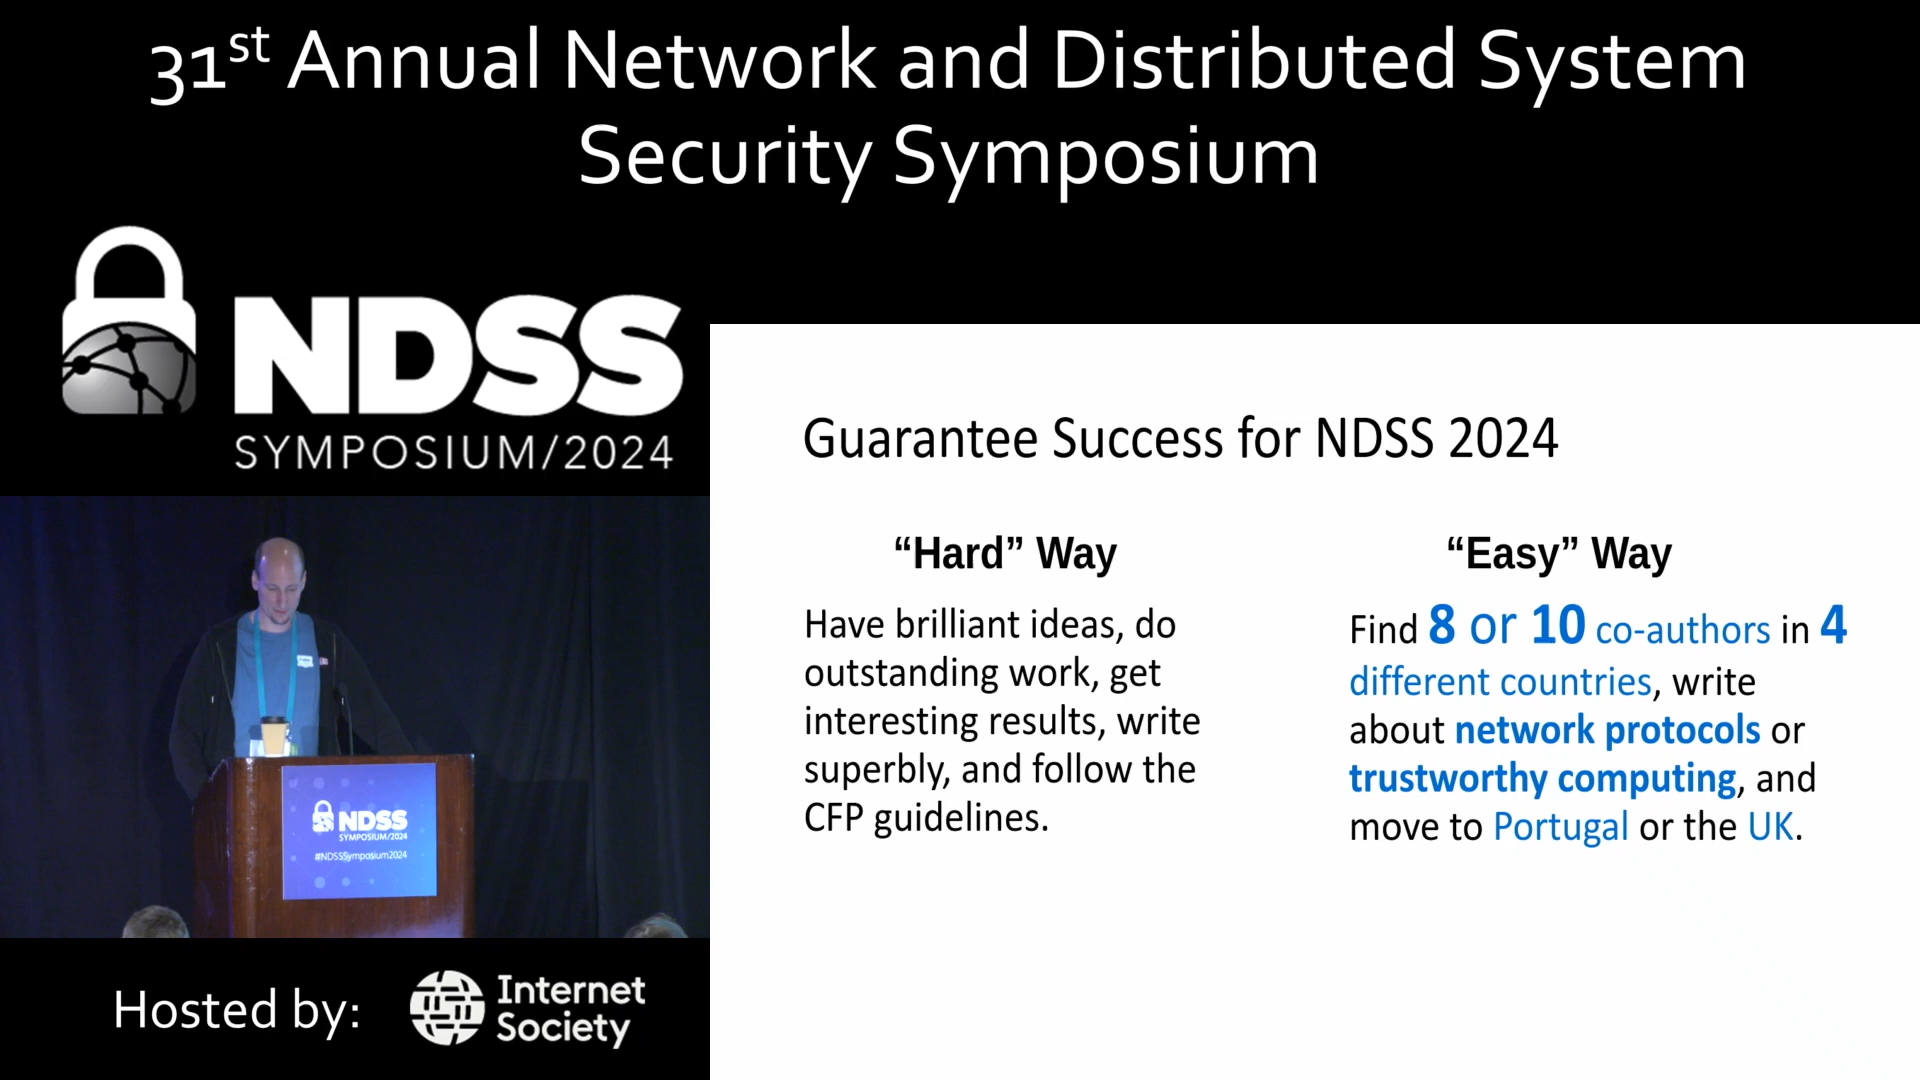 31st Annual Network and Distributed System
Security Symposium
NDSS
SYMPOSIUM/2024
Guarantee Success for NDSS 2024
“Hard” Way
Have brilliant ideas, do
outstanding work, get
interesting results, write
superbly, and follow the
CFP guidelines.
“Easy” Way
Find 8 or 10 co-authors in 4
different countries, write
about network protocols or
trustworthy computing, and
move to Portugal or the UK.
NDSS
SYMPOSIUM/2024
#NDSSSymposium2024
Hosted by:
Internet
Society